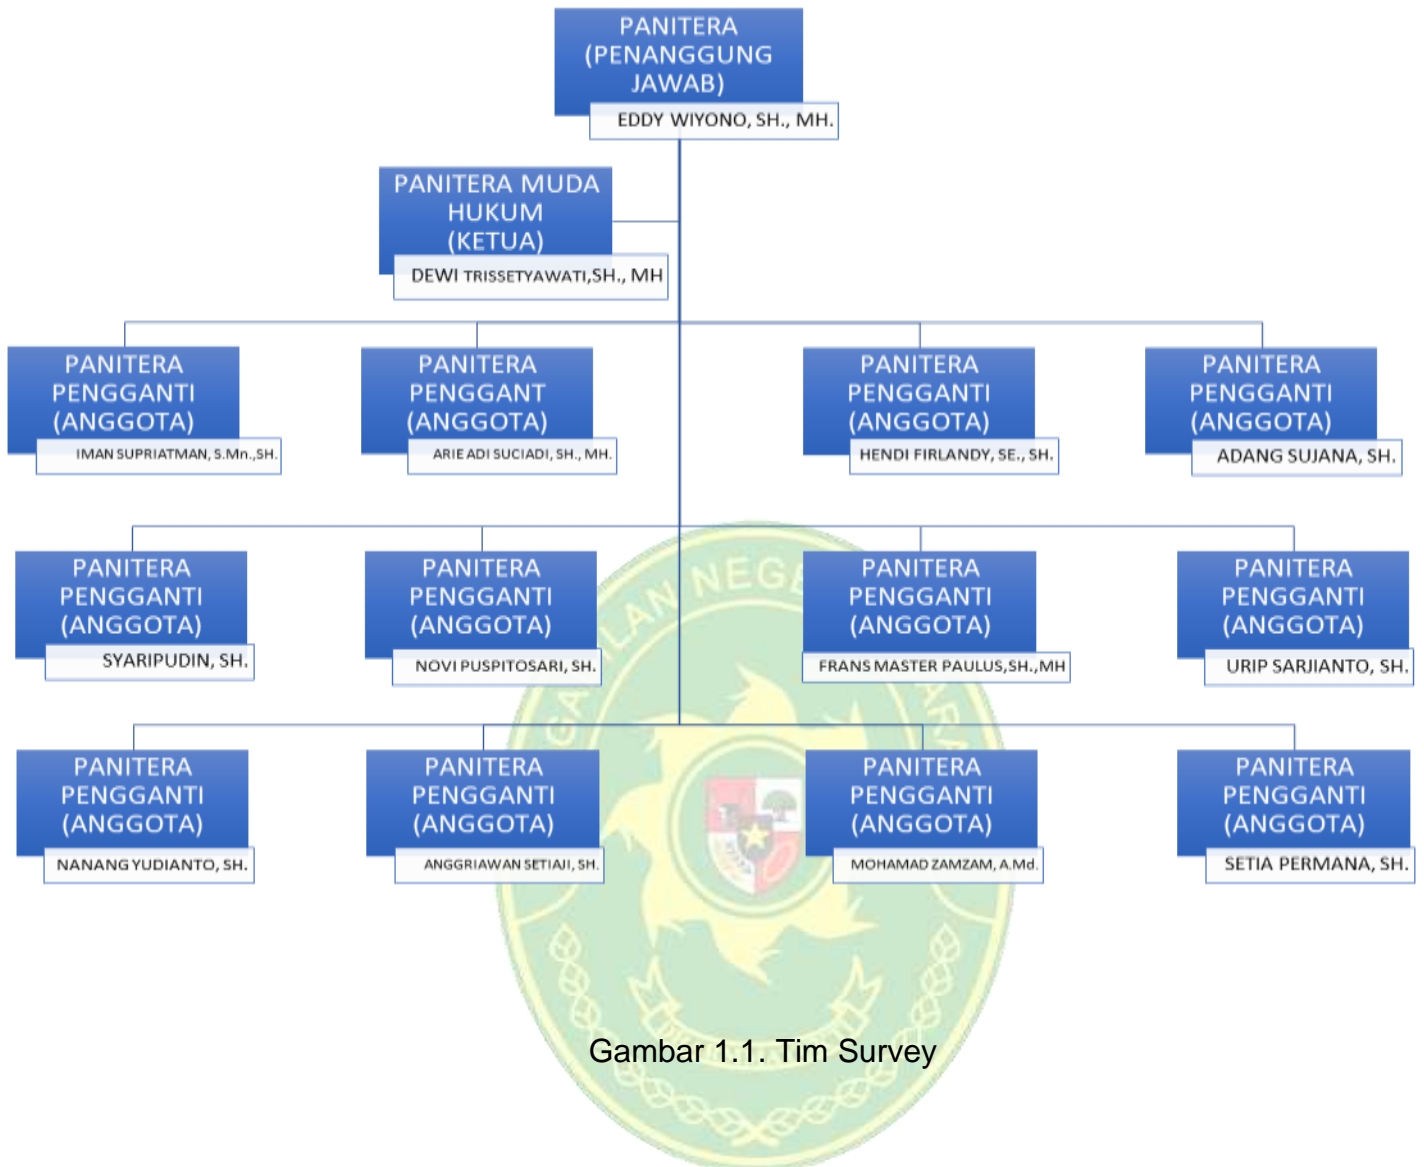 PANITERA
(PENANGGUNG
JAWAB)
EDDY WIYONO, SH., MH.
PANITERA MUDA
HUKUM
(KETUA)
DEWI TRISSETYAWATI,SH., MH
PANITERA
PENGGANTI
(ANGGOTA)
IMAN SUPRIATMAN, S.Mn.,SH.
PANITERA
PENGGANT
(ANGGOTA)
ARIE ADI SUCIADI, SH., MH.
PANITERA
PENGGANTI
(ANGGOTA)
HENDI FIRLANDY, SE., SH.
PANITERA
PENGGANTI
(ANGGOTA)
ADANG SUJANA, SH.
PANITERA
PENGGANTI
(ANGGOTA)
SYARIPUDIN, SH.
PANITERA
PENGGANTI
(ANGGOTA)
NOVI PUSPITOSARI, SH.
PANITERA
PENGGANTI
(ANGGOTA)
FRANS MASTER PAULUS,SH.,MH
PANITERA
PENGGANTI
(ANGGOTA)
URIP SARJIANTO, SH.
PANITERA
PENGGANTI
(ANGGOTA)
NANANG YUDIANTO, SH.
PANITERA
PENGGANTI
(ANGGOTA)
ANGGRIAWAN SETIAJI, SH.
PANITERA
PENGGANTI
(ANGGOTA)
MOHAMAD ZAMZAM, A.Md.
PANITERA
PENGGANTI
(ANGGOTA)
SETIA PERMANA, SH.
Gambar 1.1. Tim Survey